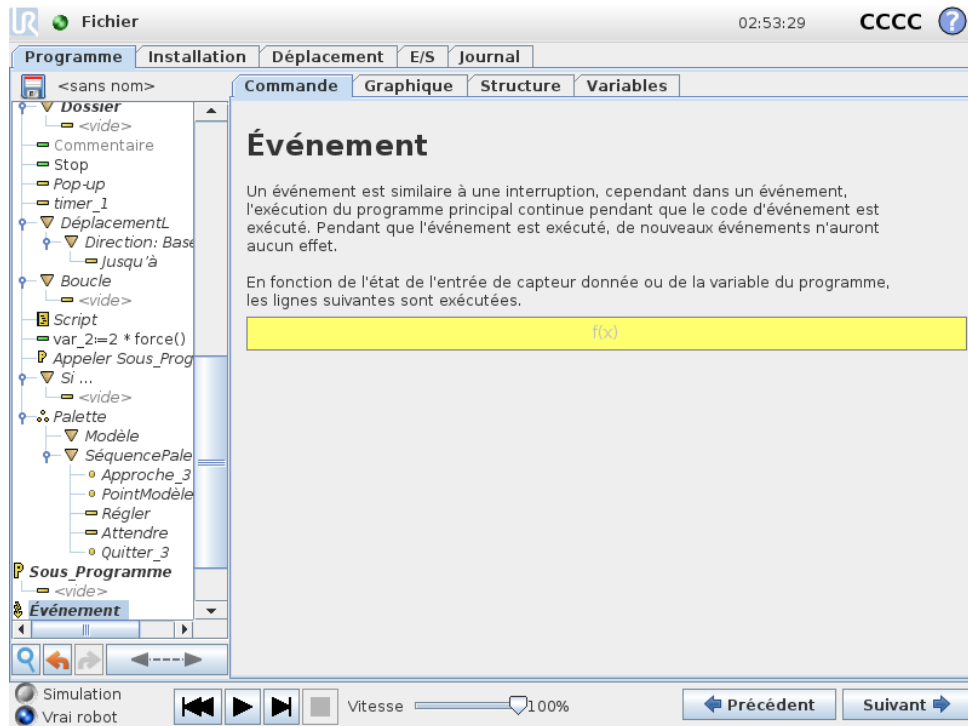 Fichier
02:53:29
CCCC
?
Programme
Installation
Déplacement
E/S
Journal
<sans nom>
Commande
Graphique
Structure
Variables
Dossier
<vide>
Commentaire
Stop
Pop-up
timer_1
DéplacementL
Direction: Base
Jusqu'à
Boucle
<vide>
Script
var_2:=2 * force()
Appeler Sous_Prog
Si ...
<vide>
Palette
Modèle
SéquencePale
Approche_3
PointModèle
Régler
Attendre
Quitter_3
Sous_Programme
<vide>
Événement
Événement
Un événement est similaire à une interruption, cependant dans un événement,
l'exécution du programme principal continue pendant que le code d'événement est
exécuté. Pendant que l'événement est exécuté, de nouveaux événements n'auront
aucun effet.
En fonction de l'état de l'entrée de capteur donnée ou de la variable du programme,
les lignes suivantes sont exécutées.
f(x)
Simulation
Vrai robot
Vitesse
100%
Précédent
Suivant